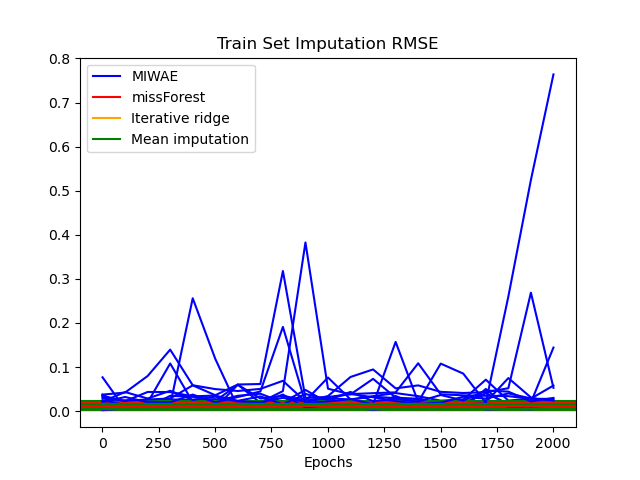 Train Set Imputation RMSE
0.8
0.7
0.6
0.5
0.4
0.3
0.2
0.1
0.0
MIWAE
missForest
Iterative ridge
Mean imputation
0 250 500 750 1000 1250 1500 1750 2000
Epochs